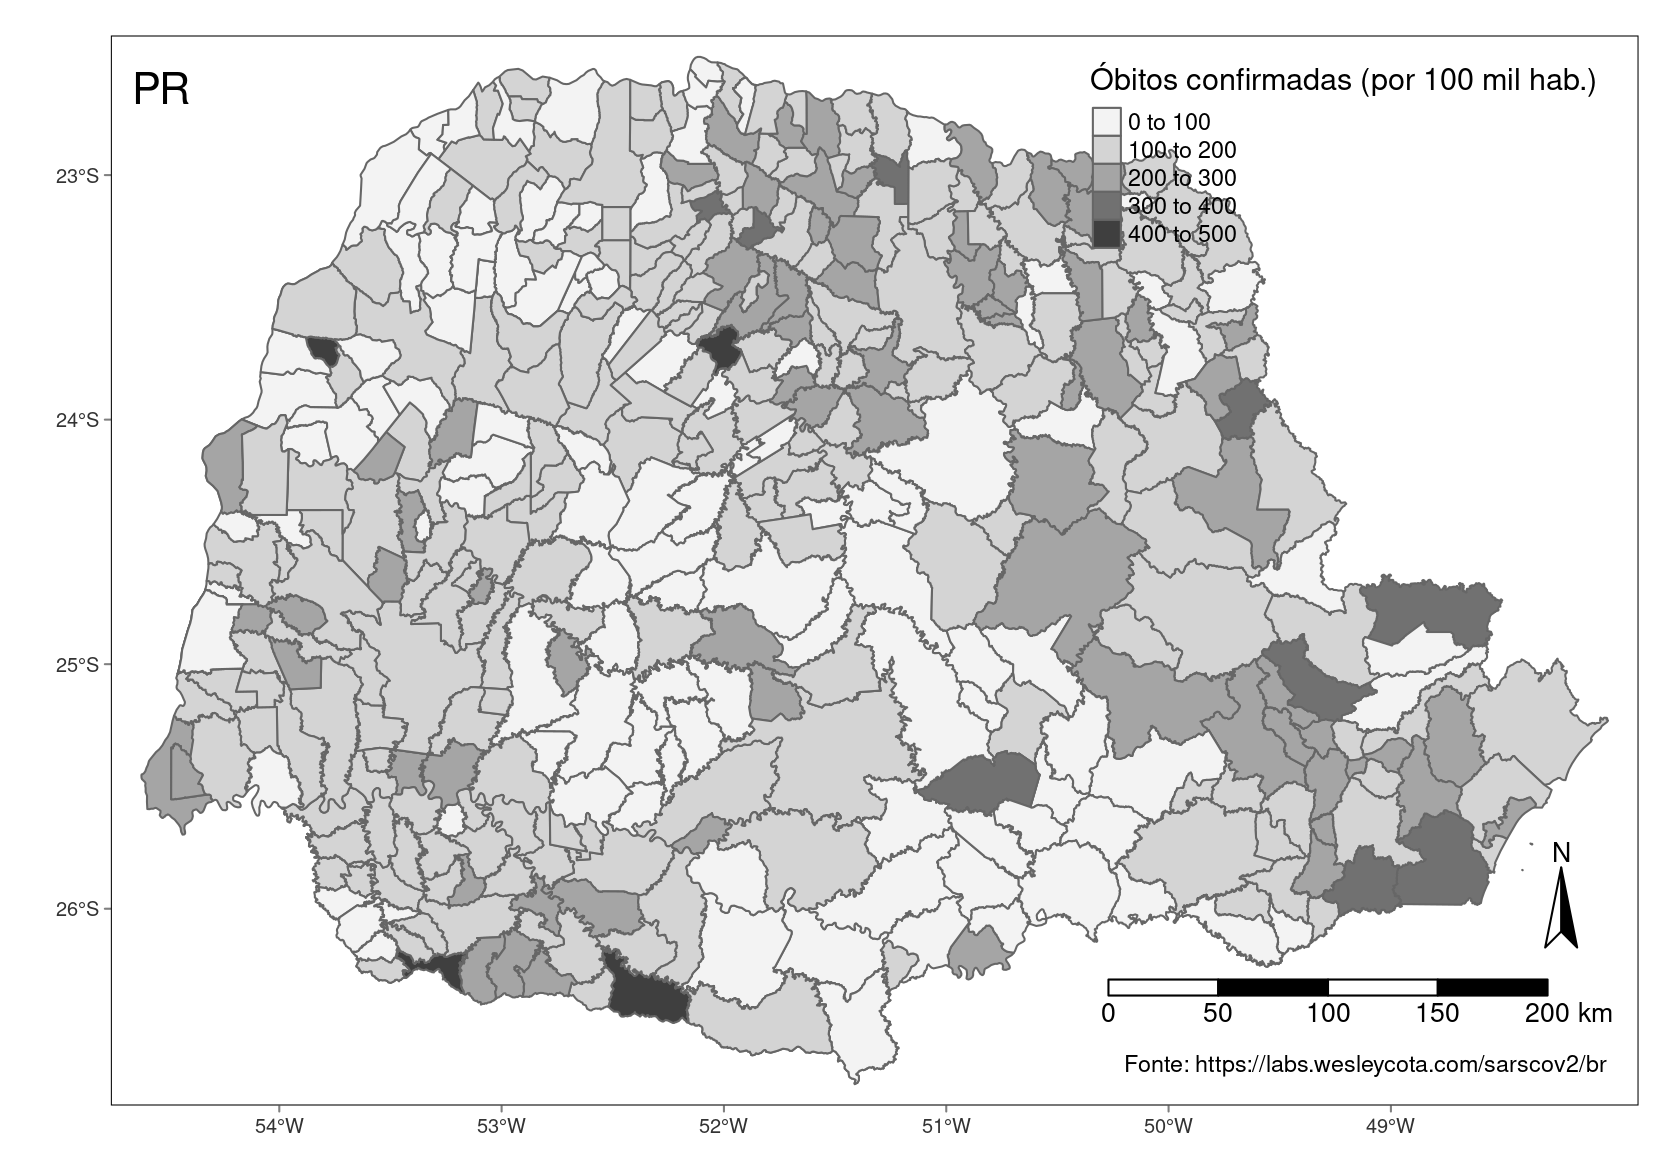 PR
Óbitos confirmadas (por 100 mil hab.)
0 to 100
100 to 200
200 to 300
300 to 400
400 to 500
23°S
24°S
25°S
26°S
N
0 50 100 150 200 km
Fonte: https://labs.wesleycota.com/sarscov2/br
54°W 53°W 52°W 51°W 50°W 49°W